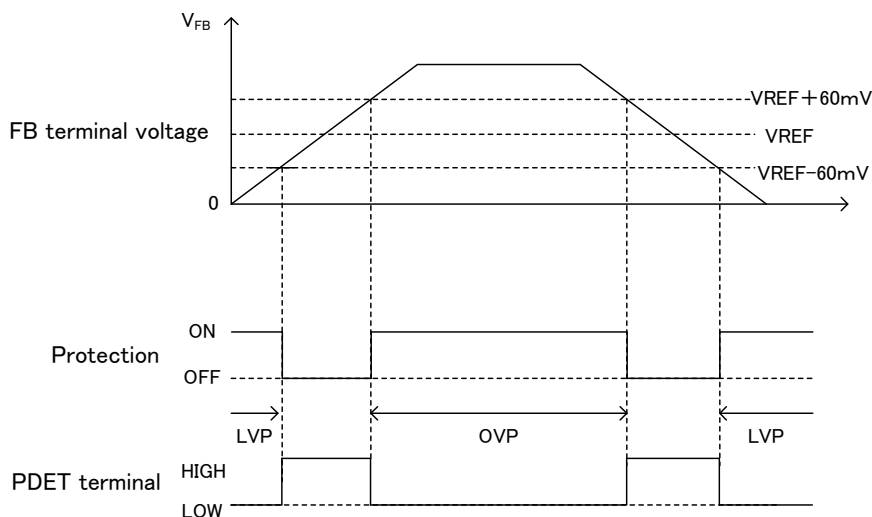 VFB
VREF+60mV
FB terminal voltage
VREF
VREF-60mV
0
ON
Protection
OFF
LVP
OVP
LVP
HIGH
PDET terminal
LOW